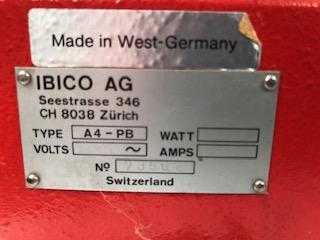 Made in West-Germany
IBICO AG
Seestrasse 346
CH 8038 Zürich
TYPE A4-PB WATT
VOLTS ~ AMPS
Nº
Switzerland